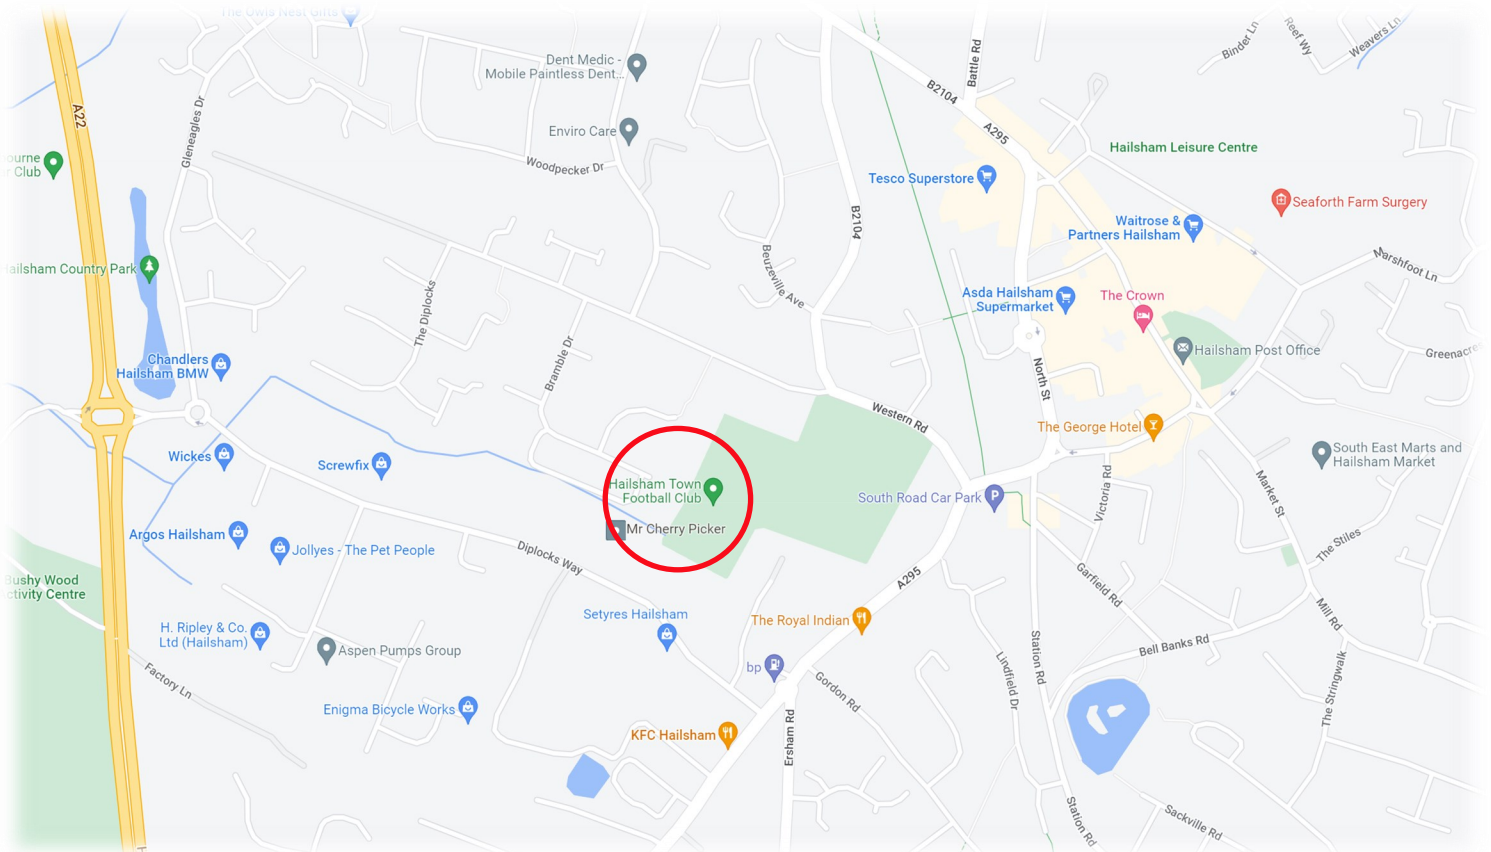 The Owls Nest Gifts
Binder Ln
Reef Wy
Weavers Ln
Dent Medic -
Mobile Paintless Dent...
Battle Rd
B2104
A22
Gleneagles Dr
Enviro Care
A295
Woodpecker Dr
Hailsham Leisure Centre
ourne
r Club
Tesco Superstore
Seaforth Farm Surgery
B2104
Waitrose &
Partners Hailsham
Beuzeville Ave
Marshfoot Ln
ailsham Country Park
The Diplocks
Asda Hailsham
Supermarket
The Crown
Bramble Dr
Hailsham Post Office
Greenacre
Chandlers
Hailsham BMW
North St
Western Rd
The George Hotel
Wickes
Screwfix
South East Marts and
Hailsham Market
Hailsham Town
Football Club
South Road Car Park
Victoria Rd
Market St
Mr Cherry Picker
Argos Hailsham
Jollyes - The Pet People
Diplocks Way
The Stiles
A295
Garfield Rd
Bushy Wood
ctivity Centre
Setyres Hailsham
The Royal Indian
Mill Rd
H. Ripley & Co.
Ltd (Hailsham)
Aspen Pumps Group
Station Rd
Bell Banks Rd
bp
Factory Ln
Lindfield Dr
Gordon Rd
The Stringwalk
Enigma Bicycle Works
KFC Hailsham
Ersham Rd
Station Rd
Sackville Rd